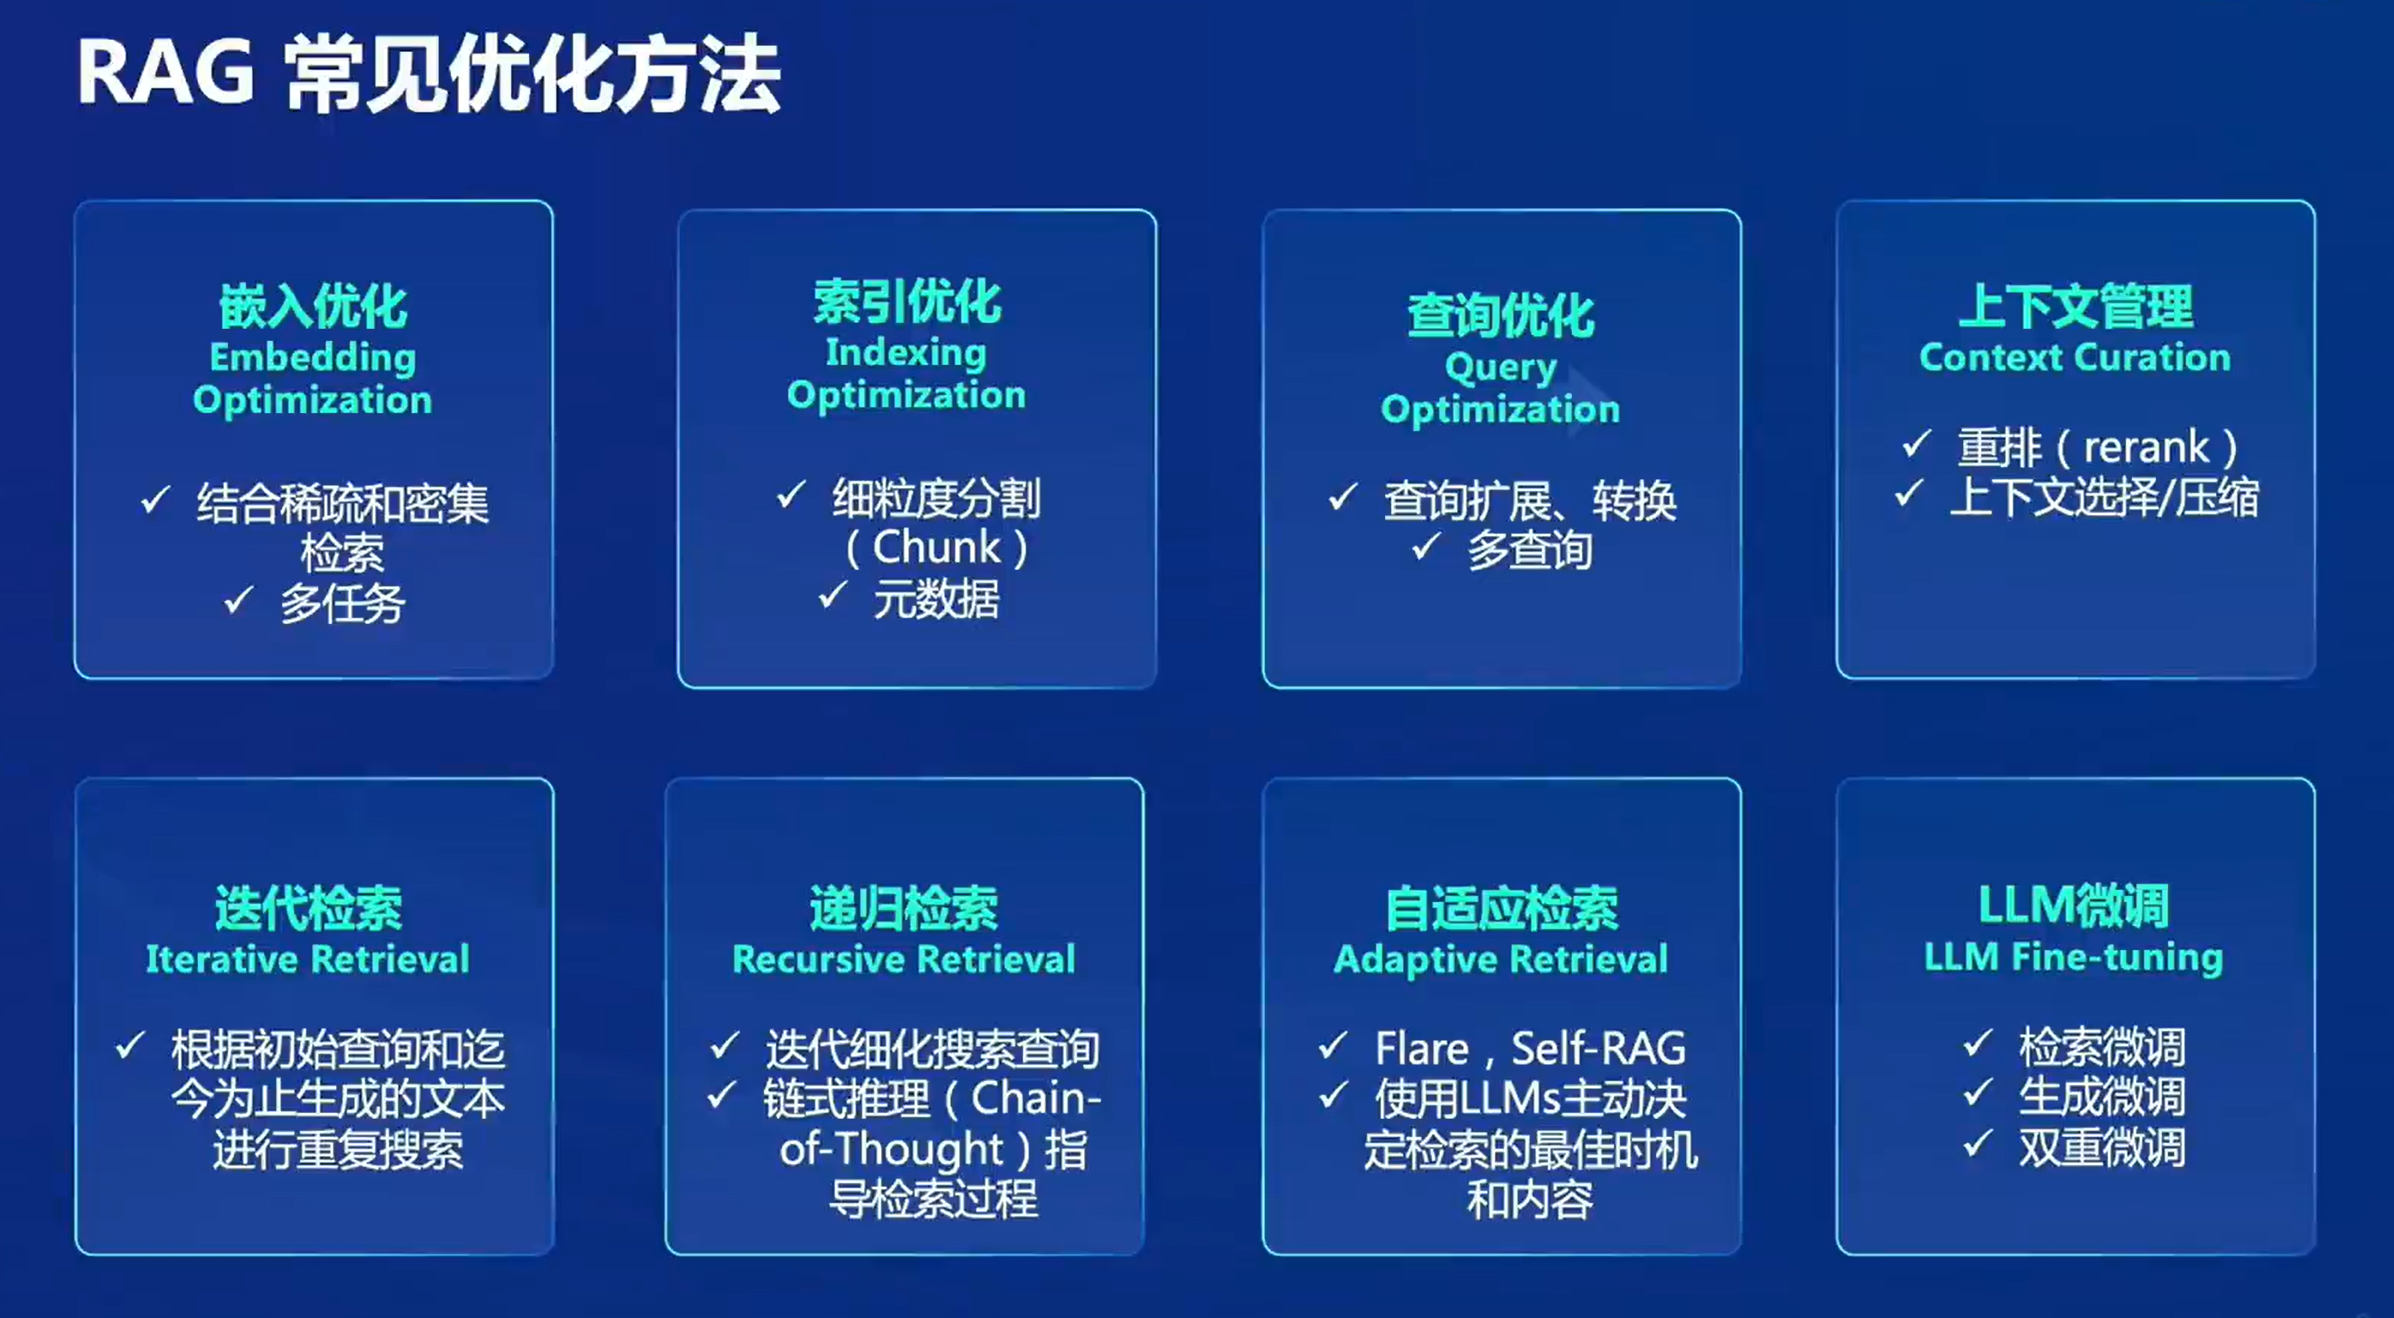 RAG 常见优化方法
嵌入优化
Embedding
Optimization
✓ 结合稀疏和密集
检索
✓ 多任务
索引优化
Indexing
Optimization
✓ 细粒度分割
（Chunk）
✓ 元数据
查询优化
Query
Optimization
✓ 查询扩展、转换
✓ 多查询
上下文管理
Context Curation
✓ 重排（rerank）
✓ 上下文选择/压缩
迭代检索
Iterative Retrieval
✓ 根据初始查询和迄
今为止生成的文本
进行重复搜索
递归检索
Recursive Retrieval
✓ 迭代细化搜索查询
✓ 链式推理（Chain-
of-Thought）指
导检索过程
自适应检索
Adaptive Retrieval
✓ Flare，Self-RAG
✓ 使用LLMs主动决
定检索的最佳时机
和内容
LLM微调
LLM Fine-tuning
✓ 检索微调
✓ 生成微调
✓ 双重微调